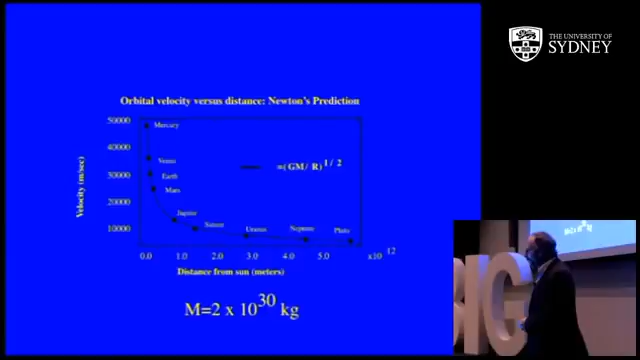 THE UNIVERSITY OF
SYDNEY
Orbital velocity versus distance: Newton's Prediction
50000
40000
30000
20000
10000
Velocity (m/sec)
Mercury
Venus
Earth
Mars
Jupiter
Saturn
Uranus
Neptune
Pluto
=(GM/R)^1/2
0.0 1.0 2.0 3.0 4.0 5.0 x10^12
Distance from sun (meters)
M=2 x 10^30 kg
BIG